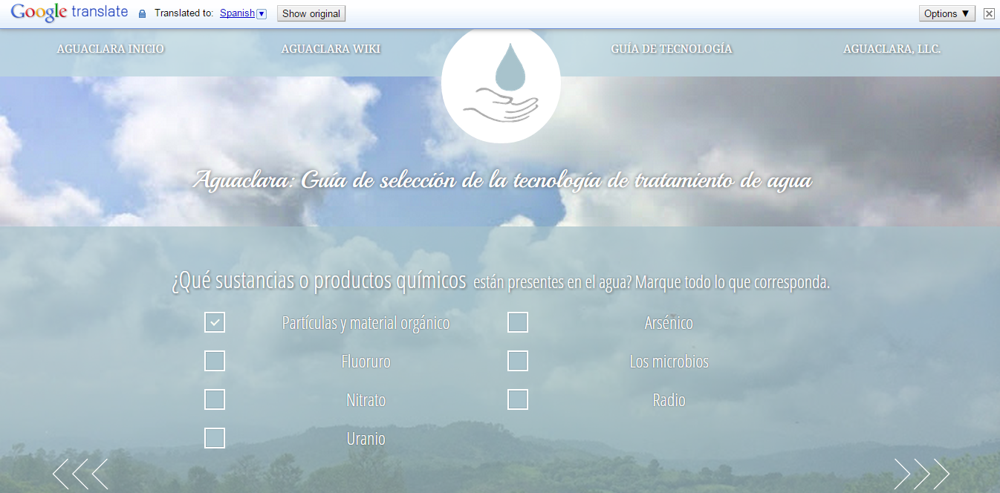 Google translate Translated to: Spanish Show original Options ▼
AGUACLARA INICIO AGUACLARA WIKI GUÍA DE TECNOLOGÍA AGUACLARA, LLC.
Aguaclara: Guía de selección de la tecnología de tratamiento de agua
¿Qué sustancias o productos químicos están presentes en el agua? Marque todo lo que corresponda.
Partículas y material orgánico Arsénico
Fluoruro Los microbios
Nitrato Radio
Uranio